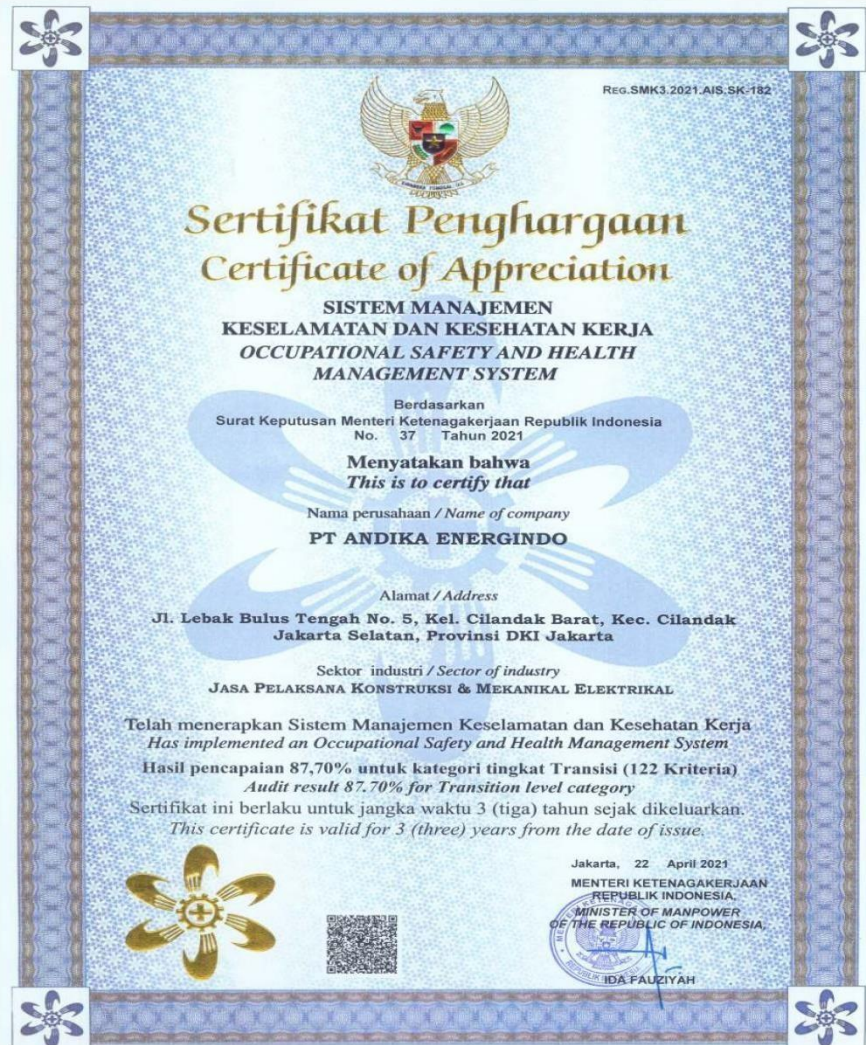 REG.SMK3.2021.AIS.SK-182
Sertifikat Penghargaan
Certificate of Appreciation
SISTEM MANAJEMEN
KESELAMATAN DAN KESEHATAN KERJA
OCCUPATIONAL SAFETY AND HEALTH
MANAGEMENT SYSTEM
Berdasarkan
Surat Keputusan Menteri Ketenagakerjaan Republik Indonesia
No. 37 Tahun 2021
Menyatakan bahwa
This is to certify that
Nama perusahaan / Name of company
PT ANDIKA ENERGINDO
Alamat / Address
Jl. Lebak Bulus Tengah No. 5, Kel. Cilandak Barat, Kec. Cilandak
Jakarta Selatan, Provinsi DKI Jakarta
Sektor industri / Sector of industry
JASA PELAKSANA KONSTRUKSI & MEKANIKAL ELEKTRIKAL
Telah menerapkan Sistem Manajemen Keselamatan dan Kesehatan Kerja
Has implemented an Occupational Safety and Health Management System
Hasil pencapaian 87,70% untuk kategori tingkat Transisi (122 Kriteria)
Audit result 87.70% for Transition level category
Sertifikat ini berlaku untuk jangka waktu 3 (tiga) tahun sejak dikeluarkan.
This certificate is valid for 3 (three) years from the date of issue.
Jakarta, 22 April 2021
MENTERI KETENAGAKERJAAN
REPUBLIK INDONESIA,
MINISTER OF MANPOWER
OF THE REPUBLIC OF INDONESIA,
IDA FAUZIYAH